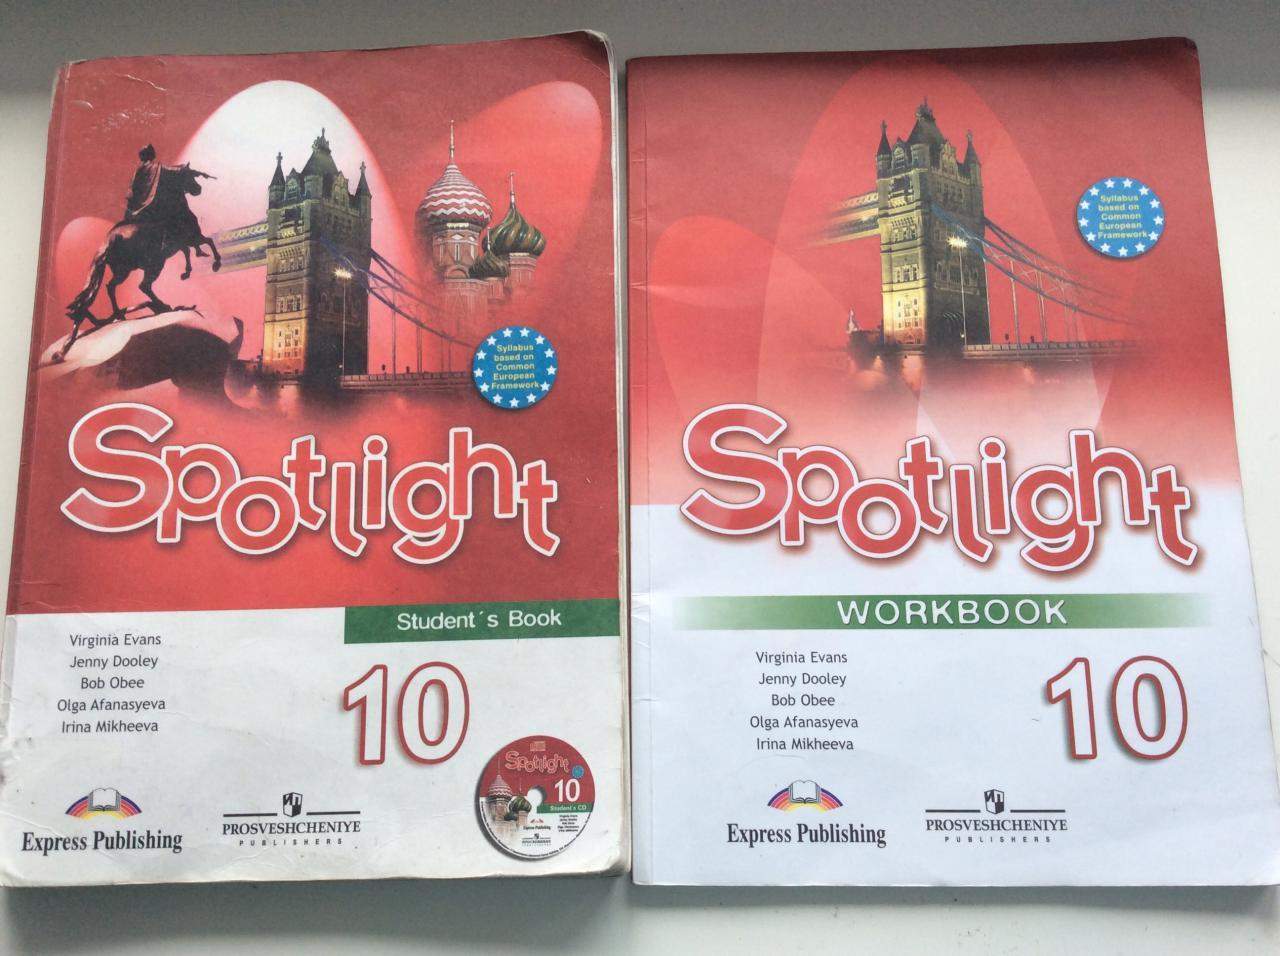 Syllabus
based on
Common
European
Framework
Spotlight
Student´s Book
Virginia Evans
Jenny Dooley
Bob Obee
Olga Afanasyeva
Irina Mikheeva
10
Spotlight
10
Student's CD
Express Publishing
PROSVESHCHENIYE
PUBLISHERS
Syllabus
based on
Common
European
Framework
Spotlight
WORKBOOK
Virginia Evans
Jenny Dooley
Bob Obee
Olga Afanasyeva
Irina Mikheeva
10
Express Publishing
PROSVESHCHENIYE
PUBLISHERS